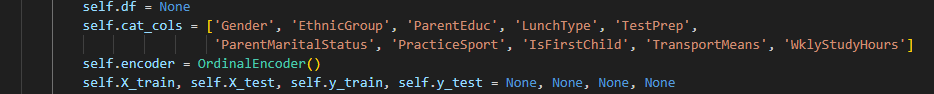 self.df = None
self.cat_cols = ['Gender', 'EthnicGroup', 'ParentEduc', 'LunchType', 'TestPrep',
'ParentMaritalStatus', 'PracticeSport', 'IsFirstChild', 'TransportMeans', 'WklyStudyHours']
self.encoder = OrdinalEncoder()
self.X_train, self.X_test, self.y_train, self.y_test = None, None, None, None